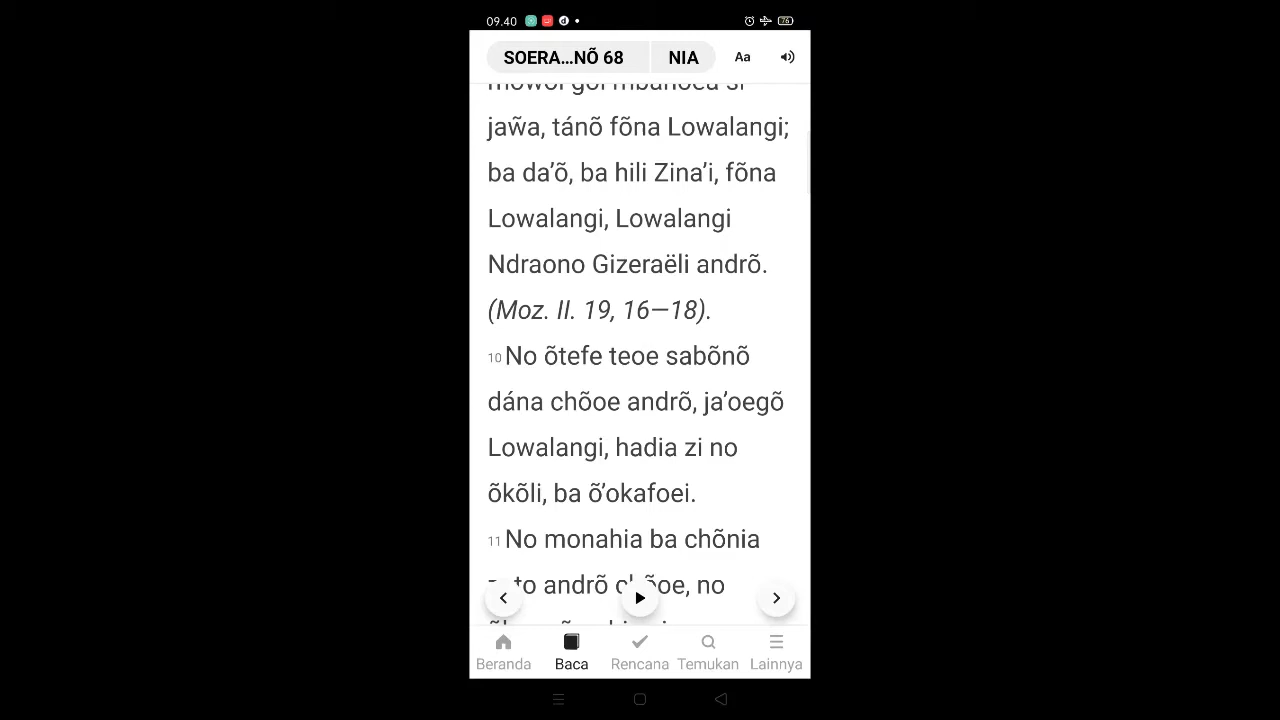 09.40
76
SOERA...NÕ 68 NIA Aa
jaw̃a, tánõ fõna Lowalangi;
ba da’õ, ba hili Zina’i, fõna
Lowalangi, Lowalangi
Ndraono Gizeraëli andrõ.
(Moz. II. 19, 16—18).
10 No õtefe teoe sabõnõ
dána chõoe andrõ, ja’oegõ
Lowalangi, hadia zi no
õkõli, ba õ’okafoei.
11 No monahia ba chõnia
andrõ no
Beranda Baca Rencana Temukan Lainnya